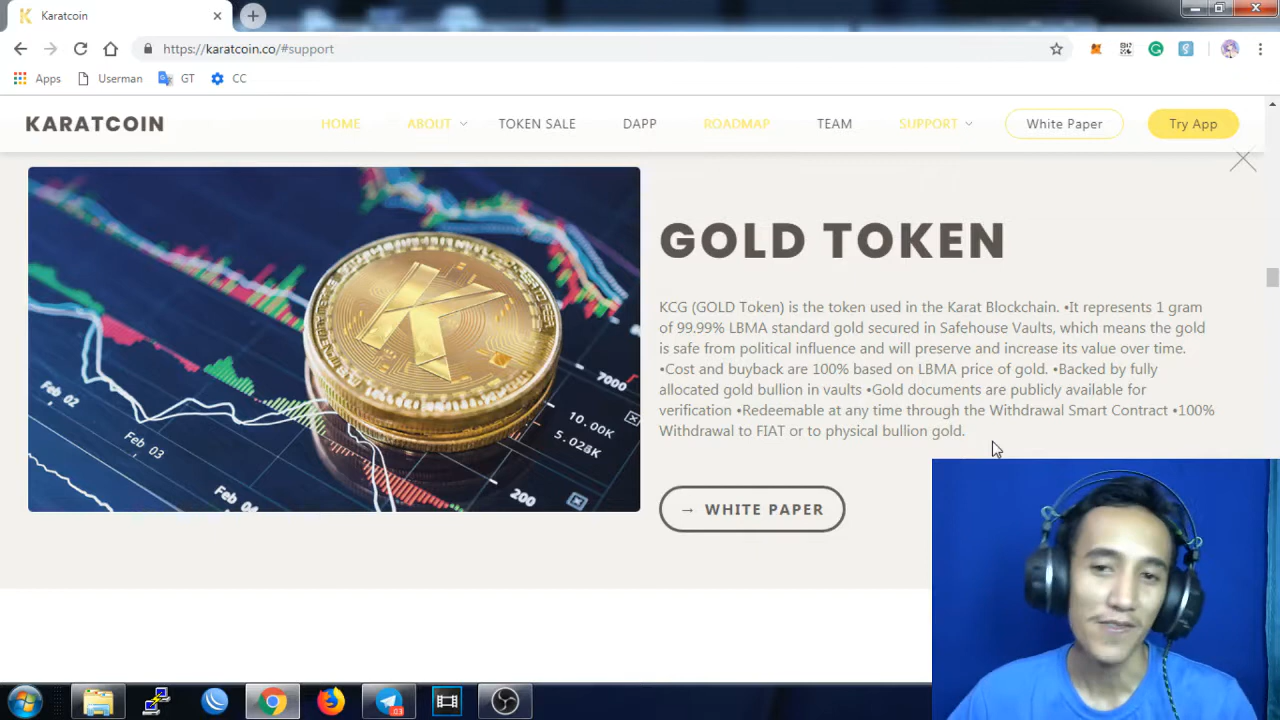 Karatcoin
https://karatcoin.co/#support
Apps Userman GT CC
KARATCOIN HOME ABOUT TOKEN SALE DAPP ROADMAP TEAM SUPPORT White Paper Try App
GOLD TOKEN
KCG (GOLD Token) is the token used in the Karat Blockchain. •It represents 1 gram
of 99.99% LBMA standard gold secured in Safehouse Vaults, which means the gold
is safe from political influence and will preserve and increase its value over time.
•Cost and buyback are 100% based on LBMA price of gold. •Backed by fully
allocated gold bullion in vaults •Gold documents are publicly available for
verification •Redeemable at any time through the Withdrawal Smart Contract •100%
Withdrawal to FIAT or to physical bullion gold.
→ WHITE PAPER
Feb 02
Feb 03
Feb 04
K
7000
10.00K
5.028K
200
03